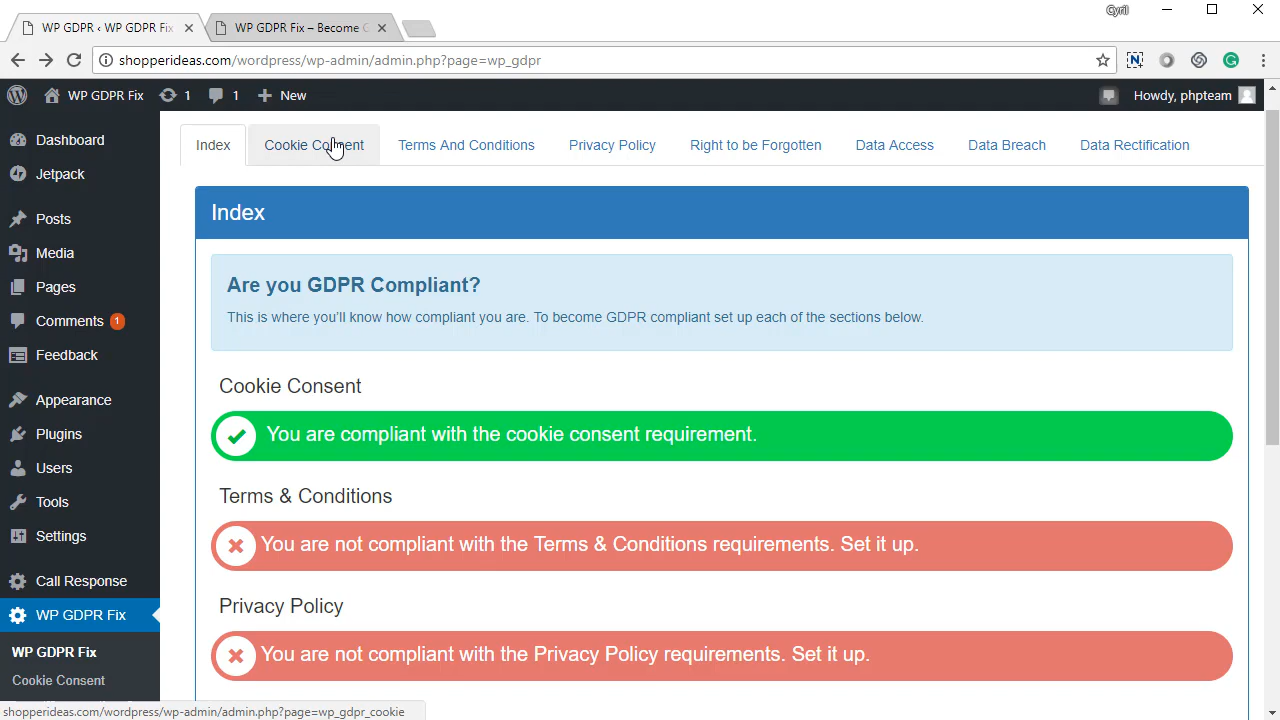 Cyril
WP GDPR ‹ WP GDPR Fix
WP GDPR Fix – Become
shopperideas.com/wordpress/wp-admin/admin.php?page=wp_gdpr
WP GDPR Fix 1 1 New
Howdy, phpteam
Dashboard
Jetpack
Posts
Media
Pages
Comments 1
Feedback
Appearance
Plugins
Users
Tools
Settings
Call Response
WP GDPR Fix
WP GDPR Fix
Cookie Consent
Index Cookie Consent Terms And Conditions Privacy Policy Right to be Forgotten Data Access Data Breach Data Rectification
Index
Are you GDPR Compliant?
This is where you'll know how compliant you are. To become GDPR compliant set up each of the sections below.
Cookie Consent
You are compliant with the cookie consent requirement.
Terms & Conditions
You are not compliant with the Terms & Conditions requirements. Set it up.
Privacy Policy
You are not compliant with the Privacy Policy requirements. Set it up.
shopperideas.com/wordpress/wp-admin/admin.php?page=wp_gdpr_cookie